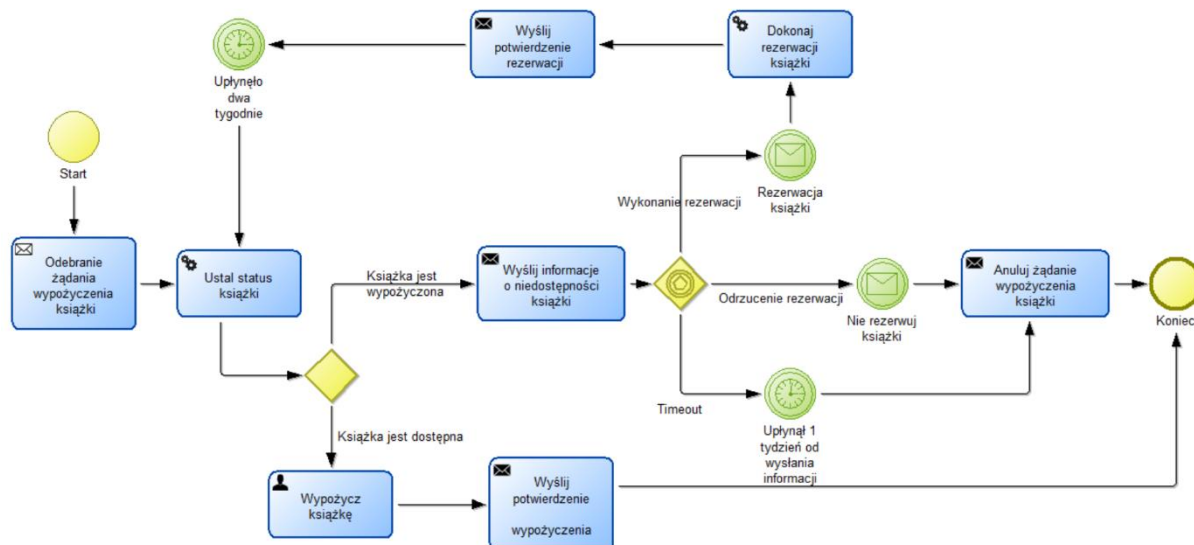 Wyślij
potwierdzenie
rezerwacji
Dokonaj
rezerwacji
książki
Upłynęło
dwa
tygodnie
Start
Wykonanie rezerwacji
Rezerwacja
książki
Odebranie
żądania
wypożyczenia
książki
Ustal status
książki
Książka jest
wypożyczona
Wyślij informacje
o niedostępności
książki
Odrzucenie rezerwacji
Nie rezerwuj
książki
Anuluj żądanie
wypożyczenia
książki
Koniec
Timeout
Upłynął 1
tydzień od
wysłania
informacji
Książka jest dostępna
Wypożycz
książkę
Wyślij
potwierdzenie
wypożyczenia